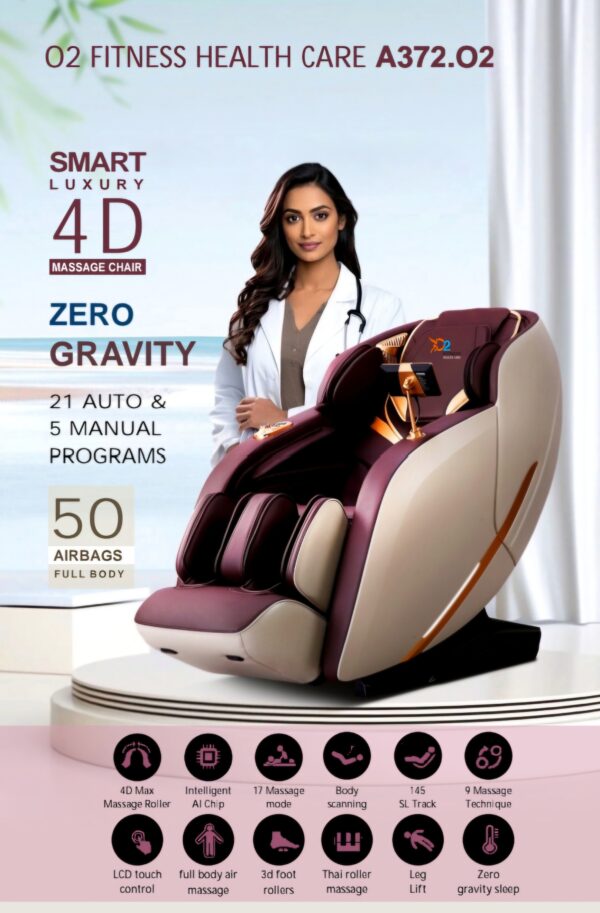 O2 FITNESS HEALTH CARE A372.O2
SMART
LUXURY
4D
MASSAGE CHAIR
ZERO
GRAVITY
21 AUTO &
5 MANUAL
PROGRAMS
50
AIRBAGS
FULL BODY
O2
HEALTH CARE
4D Max
Massage Roller
Intelligent
AI Chip
17 Massage
mode
Body
scanning
145
SL Track
9 Massage
Technique
LCD touch
control
full body air
massage
3d foot
rollers
Thai roller
massage
Leg
Lift
Zero
gravity sleep